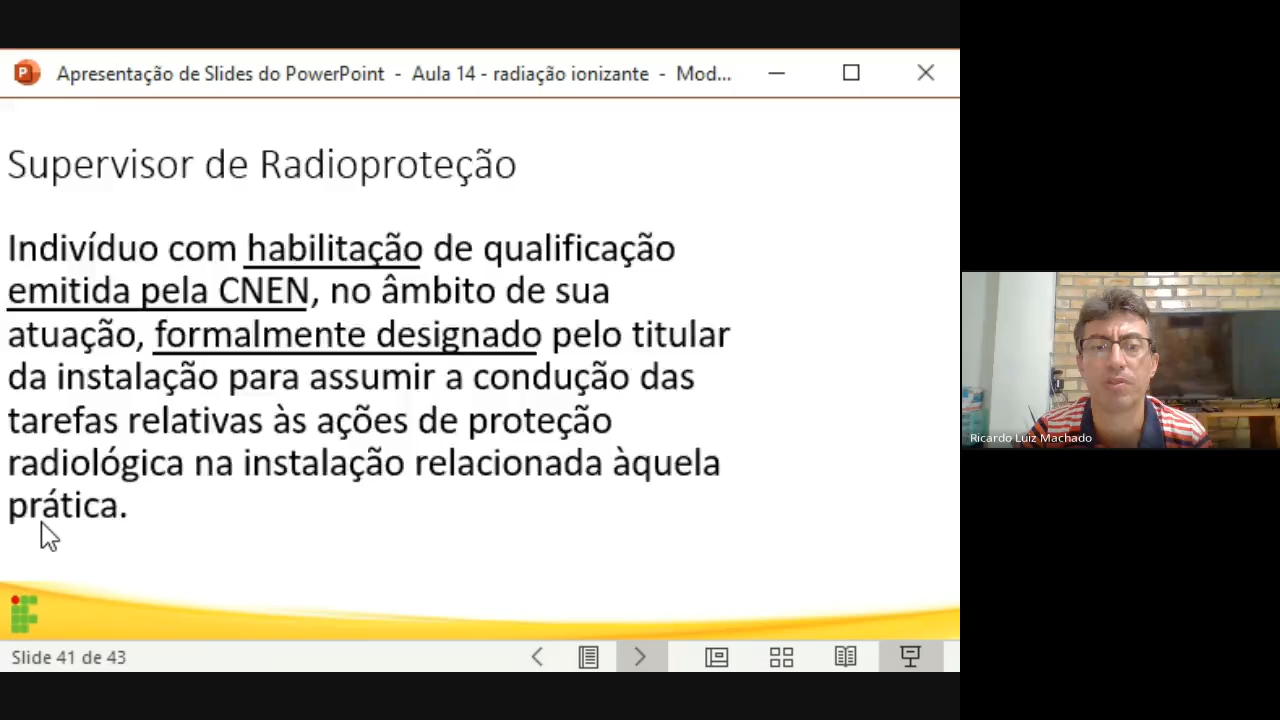 Apresentação de Slides do PowerPoint - Aula 14 - radiação ionizante - Mod...
Supervisor de Radioproteção
Indivíduo com habilitação de qualificação
emitida pela CNEN, no âmbito de sua
atuação, formalmente designado pelo titular
da instalação para assumir a condução das
tarefas relativas às ações de proteção
radiológica na instalação relacionada àquela
prática.
Slide 41 de 43
Ricardo Luiz Machado